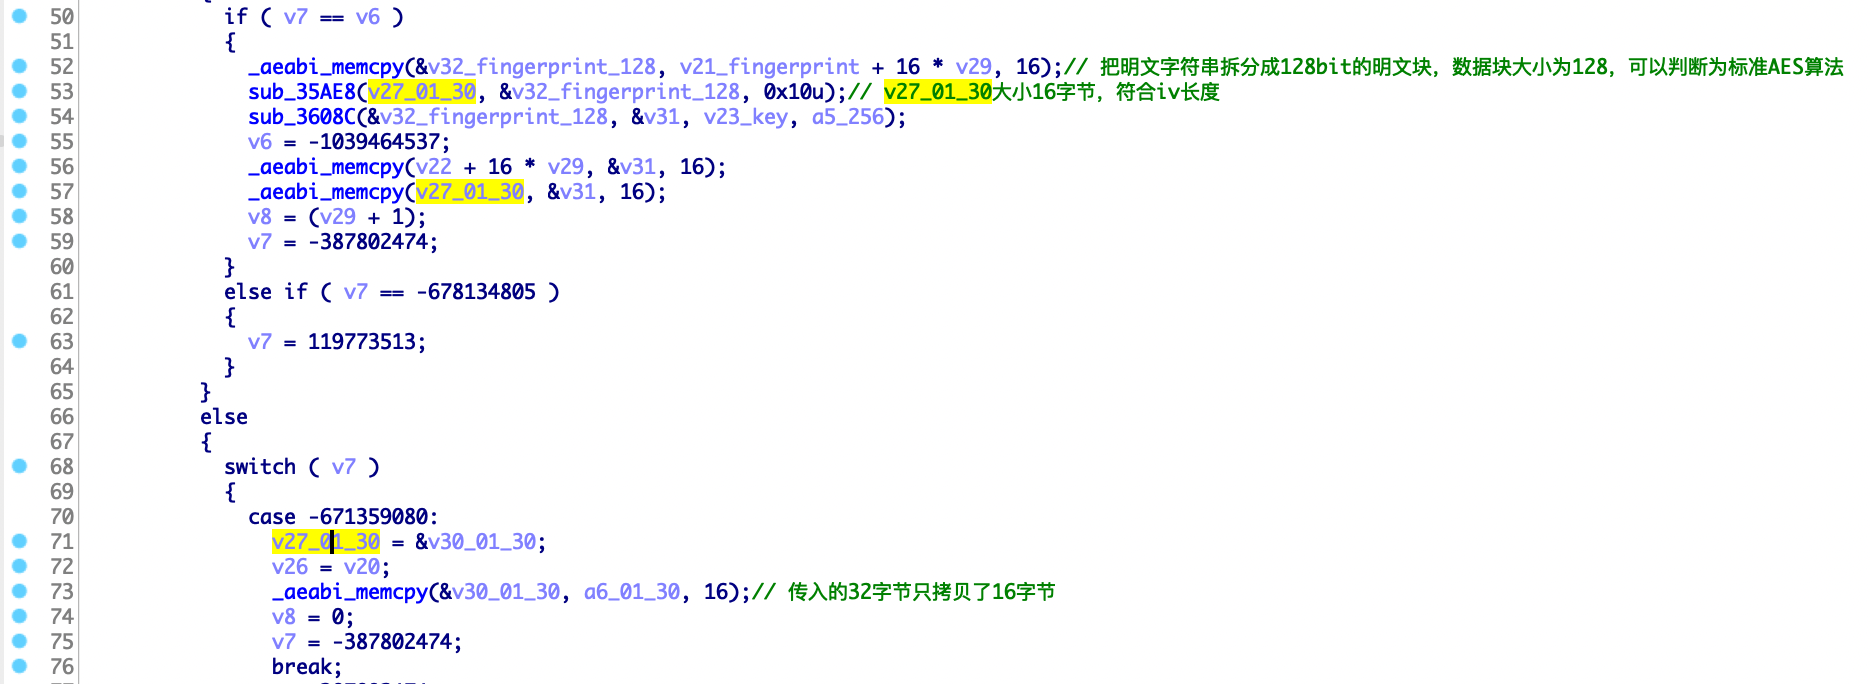 50 if ( v7 == v6 )
51 {
52 _aeabi_memcpy(&v32_fingerprint_128, v21_fingerprint + 16 * v29, 16);// 把明文字符串拆分成128bit的明文块，数据块大小为128，可以判断为标准AES算法
53 sub_35AE8(v27_01_30, &v32_fingerprint_128, 0x10u);// v27_01_30大小16字节，符合iv长度
54 sub_3608C(&v32_fingerprint_128, &v31, v23_key, a5_256);
55 v6 = -1039464537;
56 _aeabi_memcpy(v22 + 16 * v29, &v31, 16);
57 _aeabi_memcpy(v27_01_30, &v31, 16);
58 v8 = (v29 + 1);
59 v7 = -387802474;
60 }
61 else if ( v7 == -678134805 )
62 {
63 v7 = 119773513;
64 }
65 }
66 else
67 {
68 switch ( v7 )
69 {
70 case -671359080:
71 v27_01_30 = &v30_01_30;
72 v26 = v20;
73 _aeabi_memcpy(&v30_01_30, a6_01_30, 16);// 传入的32字节只拷贝了16字节
74 v8 = 0;
75 v7 = -387802474;
76 break;